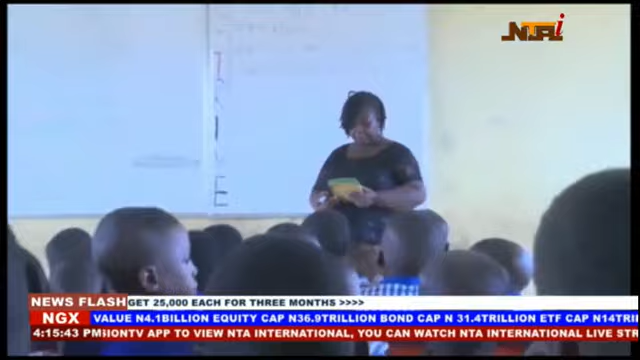 NTAi
NEWS FLASH GET 25,000 EACH FOR THREE MONTHS >>>>
NGX VALUE N4.1BILLION EQUITY CAP N36.9TRILLION BOND CAP N 31.4TRILLION ETF CAP N14TRI
4:15:43 PM IONTV APP TO VIEW NTA INTERNATIONAL, YOU CAN WATCH NTA INTERNATIONAL LIVE STR